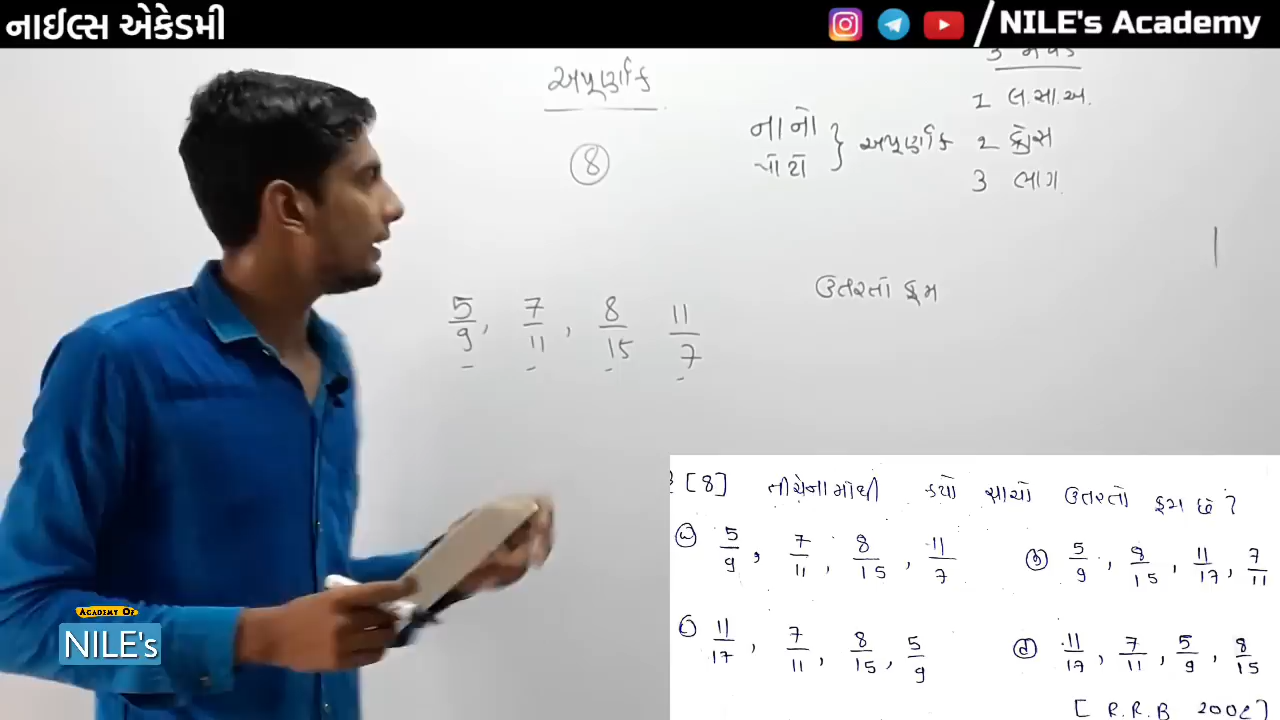 નાઈલ્સ એકેડમી
/ NILE's Academy
અપૂર્ણાંક
8
1 લ.સા.અ.
નાનો
મોટો } અપૂર્ણાંક
2 ક્રોસ
3 ભાગ
ઉતરતો ક્રમ
5/9, 7/11, 8/15 11/7
[8] નીચેનામાંથી કયો સાચો ઉતરતો ક્રમ છે ?
(a) 5/9, 7/11, 8/15, 11/7 (b) 5/9, 8/15, 11/17, 7/11
(c) 11/17, 7/11, 8/15, 5/9 (d) 11/17, 7/11, 5/9, 8/15
[ R.R.B
ACADEMY OF
NILE's